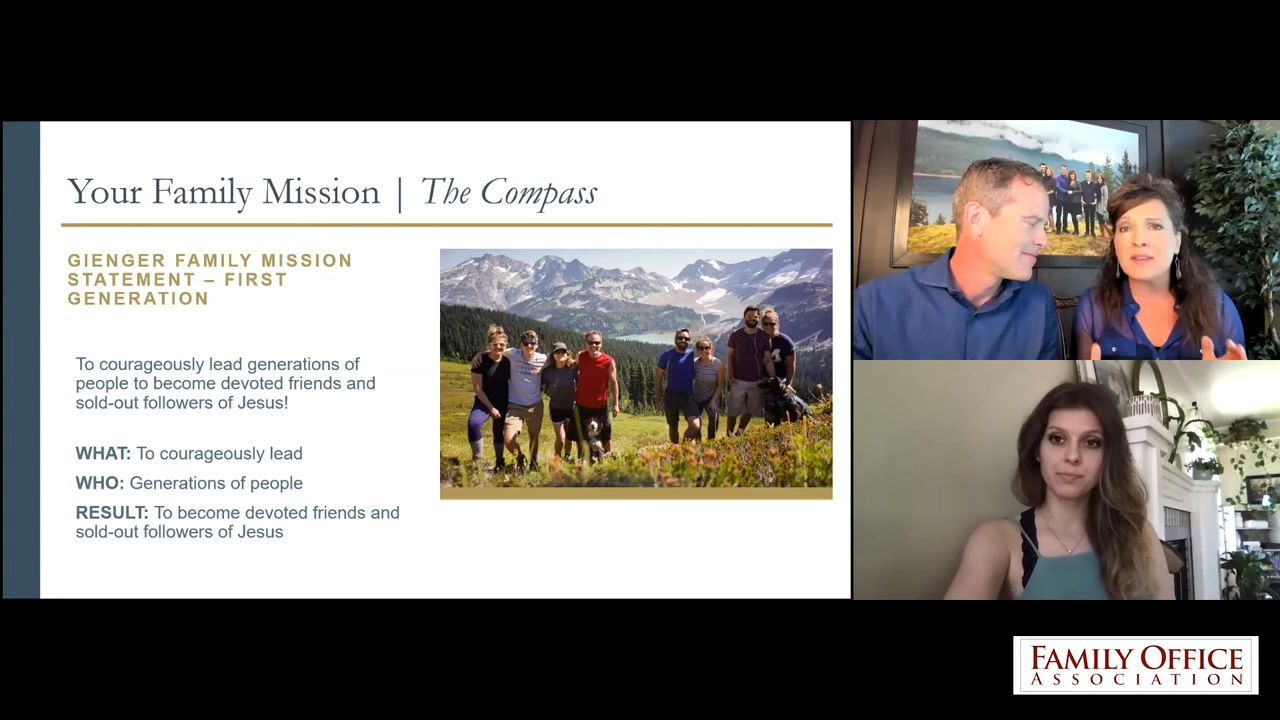 Your Family Mission | The Compass
GIENGER FAMILY MISSION
STATEMENT – FIRST
GENERATION
To courageously lead generations of
people to become devoted friends and
sold-out followers of Jesus!
WHAT: To courageously lead
WHO: Generations of people
RESULT: To become devoted friends and
sold-out followers of Jesus
FAMILY OFFICE
ASSOCIATION